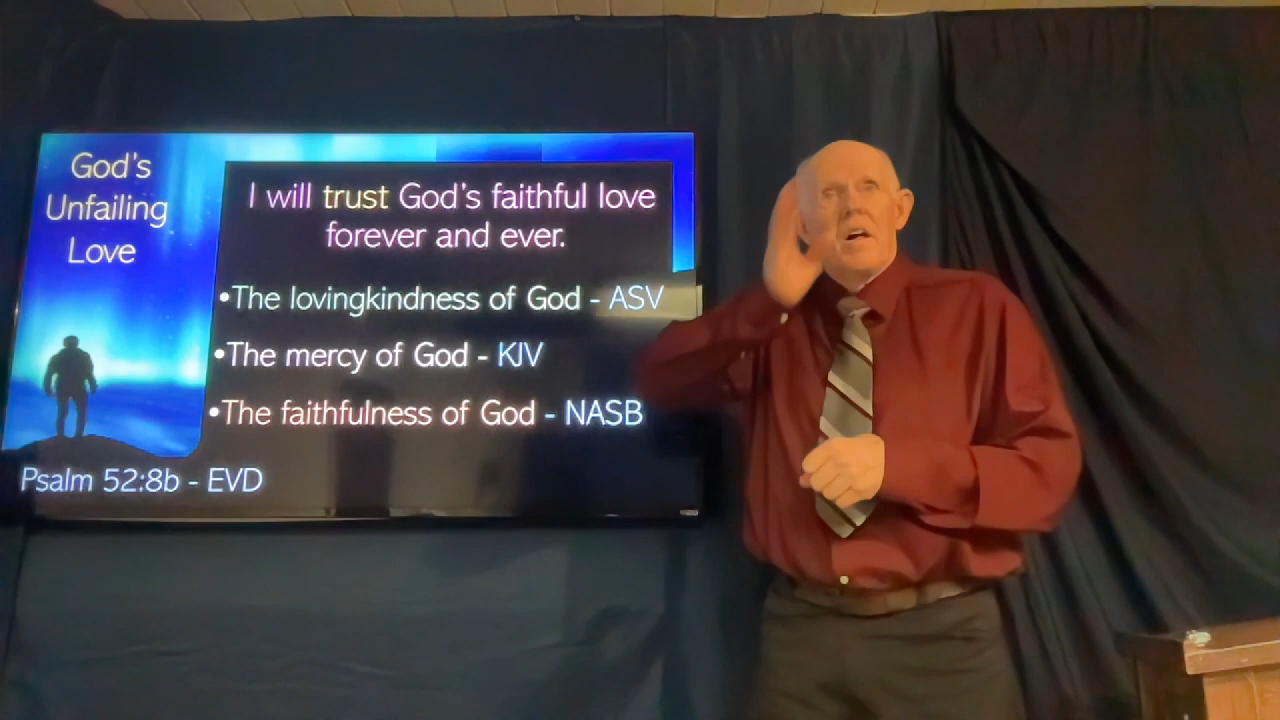 God's
Unfailing
Love
I will trust God's faithful love
forever and ever.
•The lovingkindness of God - ASV
•The mercy of God - KJV
•The faithfulness of God - NASB
Psalm 52:8b - EVD